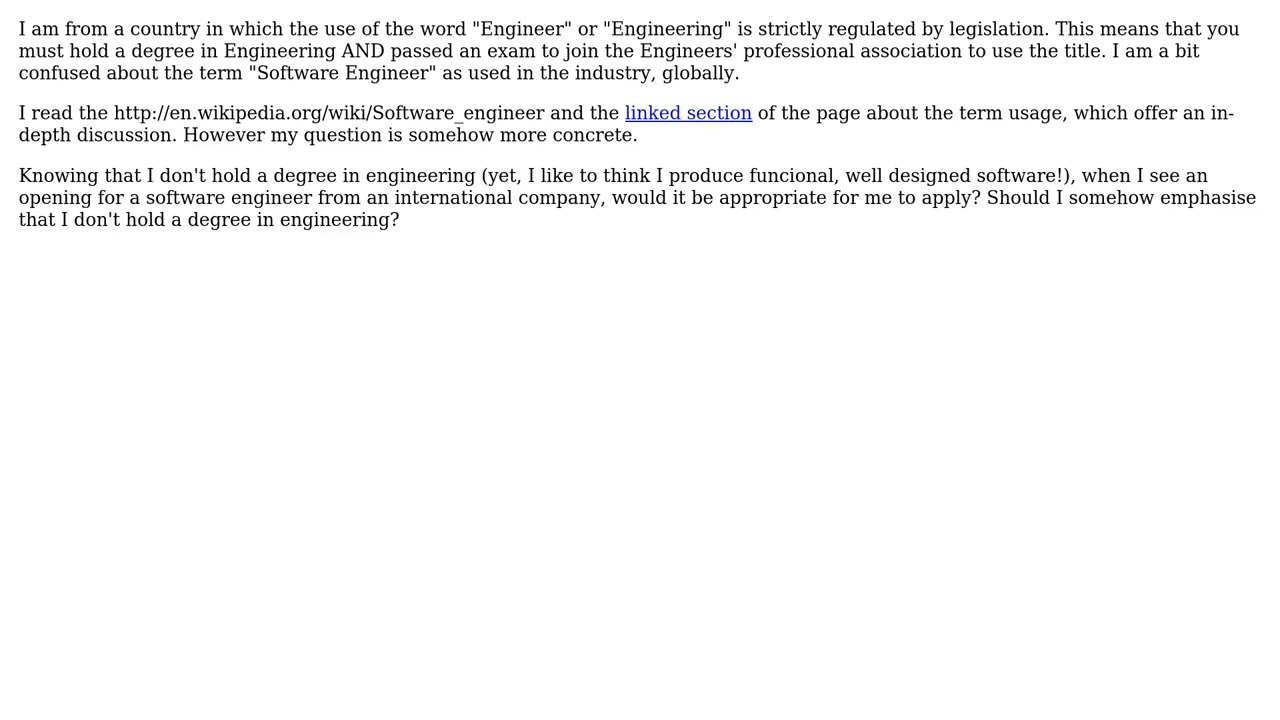 I am from a country in which the use of the word "Engineer" or "Engineering" is strictly regulated by legislation. This means that you
must hold a degree in Engineering AND passed an exam to join the Engineers' professional association to use the title. I am a bit
confused about the term "Software Engineer" as used in the industry, globally.
I read the http://en.wikipedia.org/wiki/Software_engineer and the linked section of the page about the term usage, which offer an in-
depth discussion. However my question is somehow more concrete.
Knowing that I don't hold a degree in engineering (yet, I like to think I produce funcional, well designed software!), when I see an
opening for a software engineer from an international company, would it be appropriate for me to apply? Should I somehow emphasise
that I don't hold a degree in engineering?